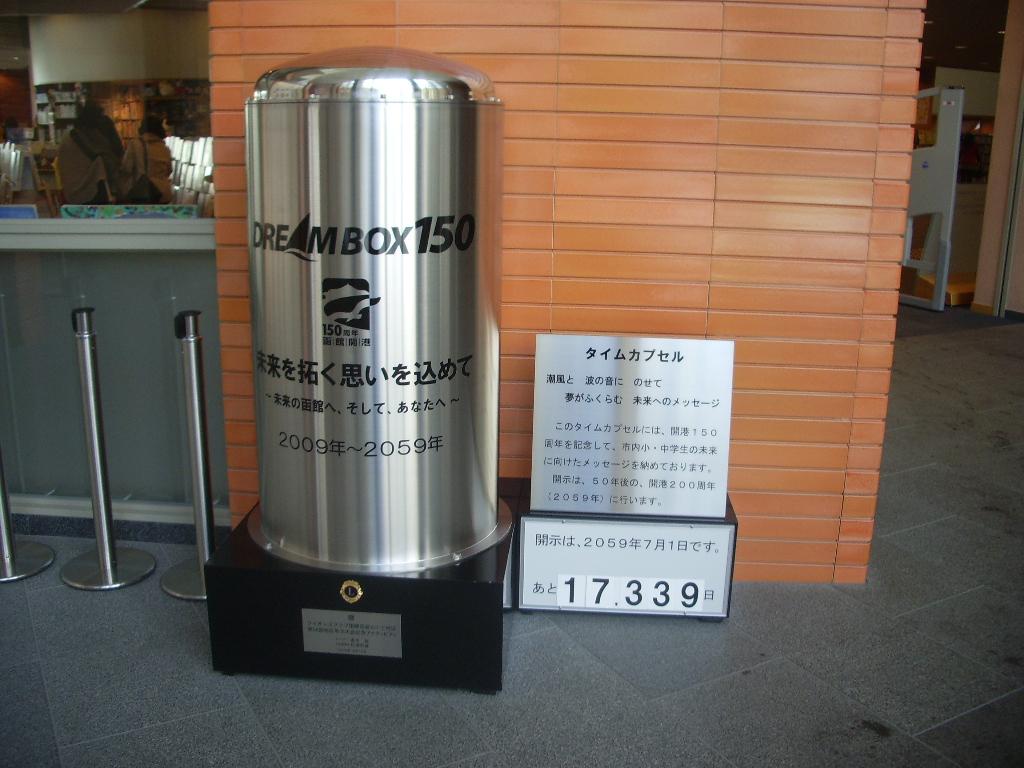 DREAMBOX150
150周年
函館開港
未来を拓く思いを込めて
～未来の函館へ、そして、あなたへ～
2009年～2059年
タイムカプセル
潮風と 波の音に のせて
夢がふくらむ 未来へのメッセージ
このタイムカプセルには、開港150
周年を記念して、市内小・中学生の未来
に向けたメッセージを納めております。
開示は、50年後の、開港200周年
(2059年)に行います。
開示は、2059年7月1日です。
あと 17,339 日